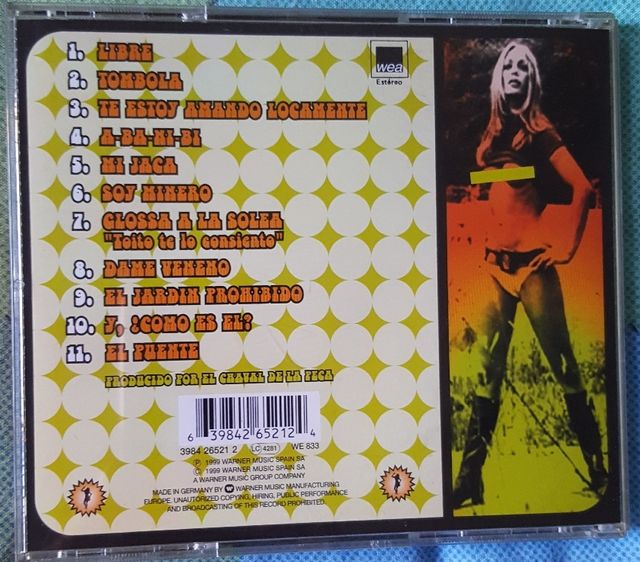 1. LIBRE
2. TOMBOLA
3. TE ESTOY AMANDO LOCAMENTE
4. A-BA-NI-BI
5. MI JACA
6. SOY MINERO
7. GLOSSA A LA SOLEA
"Toito te lo consiento"
8. DAME VENENO
9. EL JARDIN PROHIBIDO
10. Y, ¿COMO ES EL?
11. EL PUENTE
PRODUCIDO POR EL CHAVAL DE LA PECA
wea
Estéreo
6 39842 65212 4
3984 26521 2 LC 4281 WE 833
Ⓟ 1999 WARNER MUSIC SPAIN SA
© 1999 WARNER MUSIC SPAIN SA
A WARNER MUSIC GROUP COMPANY
MADE IN GERMANY BY WARNER MUSIC MANUFACTURING
EUROPE. UNAUTHORIZED COPYING, HIRING, PUBLIC PERFORMANCE
AND BROADCASTING OF THIS RECORD PROHIBITED.